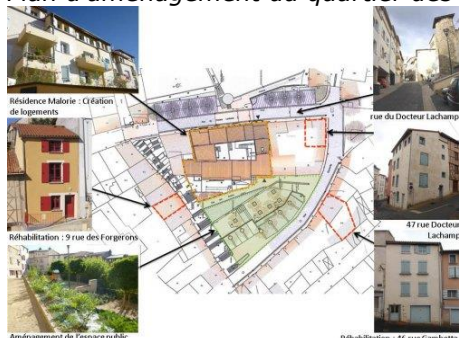 Plan d'aménagement du quartier des
Résidence Malorie : Création
de logements
rue du Docteur Lachamp
Réhabilitation : 9 rue des Forgerons
47 rue Docteur
Lachamp
Aménagement de l'espace public
Réhabilitation : 46 rue Gambetta